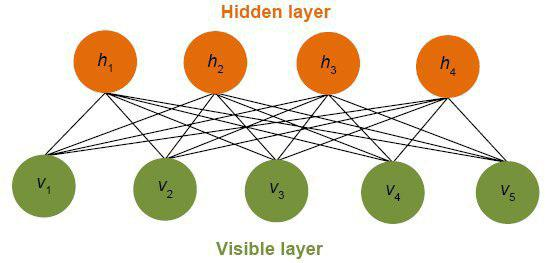 Hidden layer
h1 h2 h3 h4
v1 v2 v3 v4 v5
Visible layer